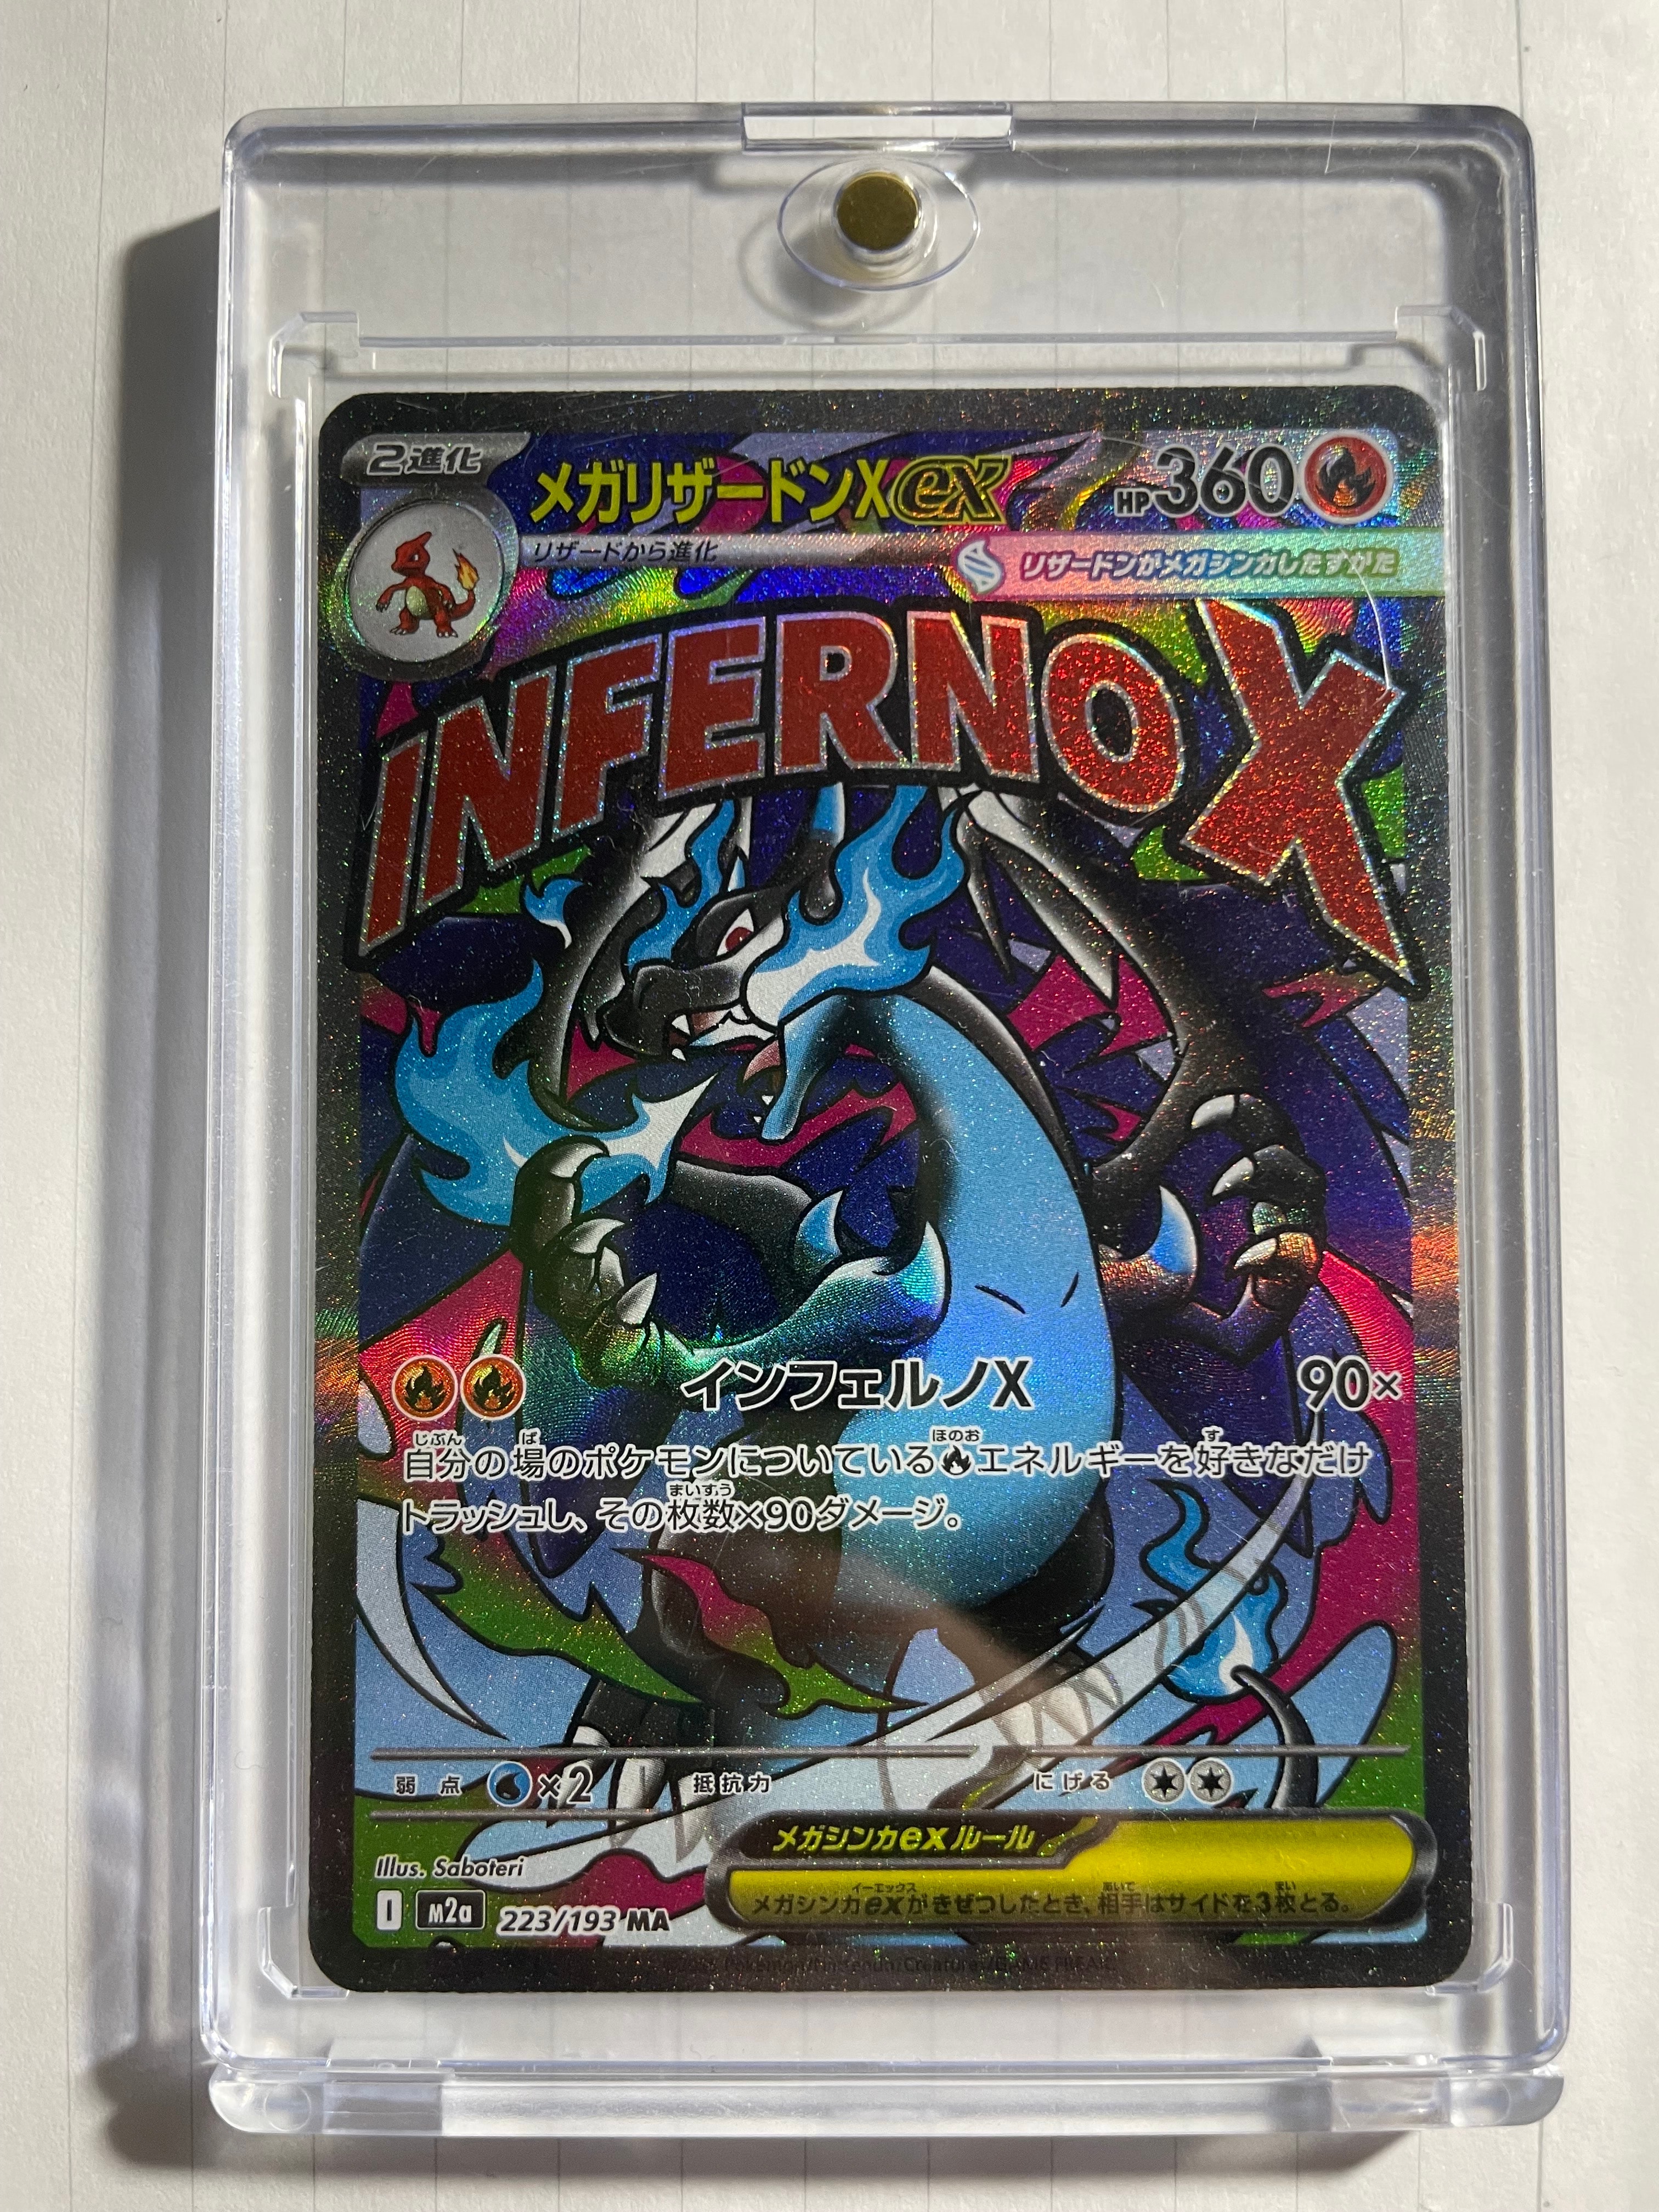 2進化
メガリザードンXex
HP360
リザードから進化
リザードンがメガシンカしたすがた
INFERNO X
インフェルノX 90×
自分の場のポケモンについているエネルギーを好きなだけ
トラッシュし、その枚数×90ダメージ。
弱点 ×2 抵抗力 にげる
メガシンカexルール
メガシンカexがきぜつしたとき、相手はサイドを3枚とる。
Illus. Saboteri
I m2a 223/193 MA
Pokémon/Nintendo/Creatures/GAME FREAK